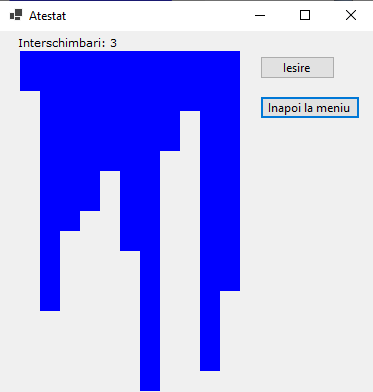 Atestat
Interschimbari: 3
Iesire
Inapoi la meniu